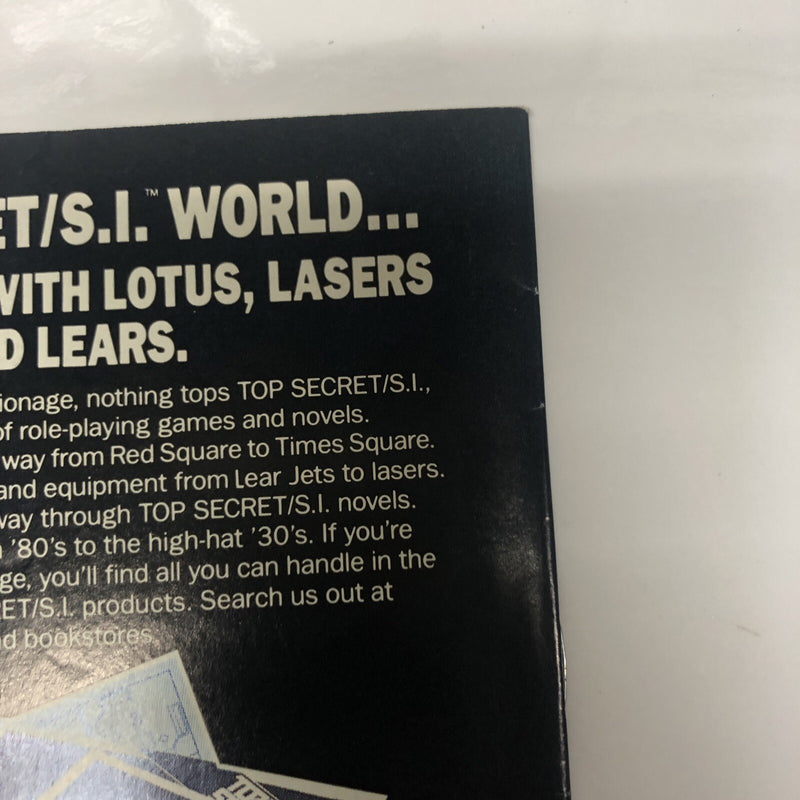 ET/S.I.™ WORLD...
WITH LOTUS, LASERS
D LEARS.
ionage, nothing tops TOP SECRET/S.I.,
of role-playing games and novels.
way from Red Square to Times Square.
and equipment from Lear Jets to lasers.
way through TOP SECRET/S.I. novels.
'80's to the high-hat '30's. If you're
ge, you'll find all you can handle in the
ET/S.I. products. Search us out at
nd bookstores.